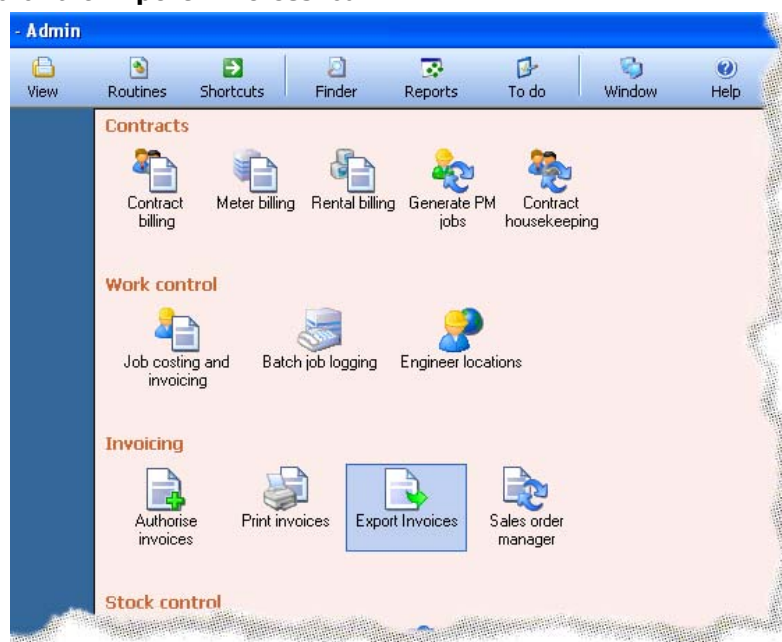 - Admin
View Routines Shortcuts Finder Reports To do Window Help
Contracts
Contract billing Meter billing Rental billing Generate PM jobs Contract housekeeping
Work control
Job costing and invoicing Batch job logging Engineer locations
Invoicing
Authorise invoices Print invoices Export Invoices Sales order manager
Stock control